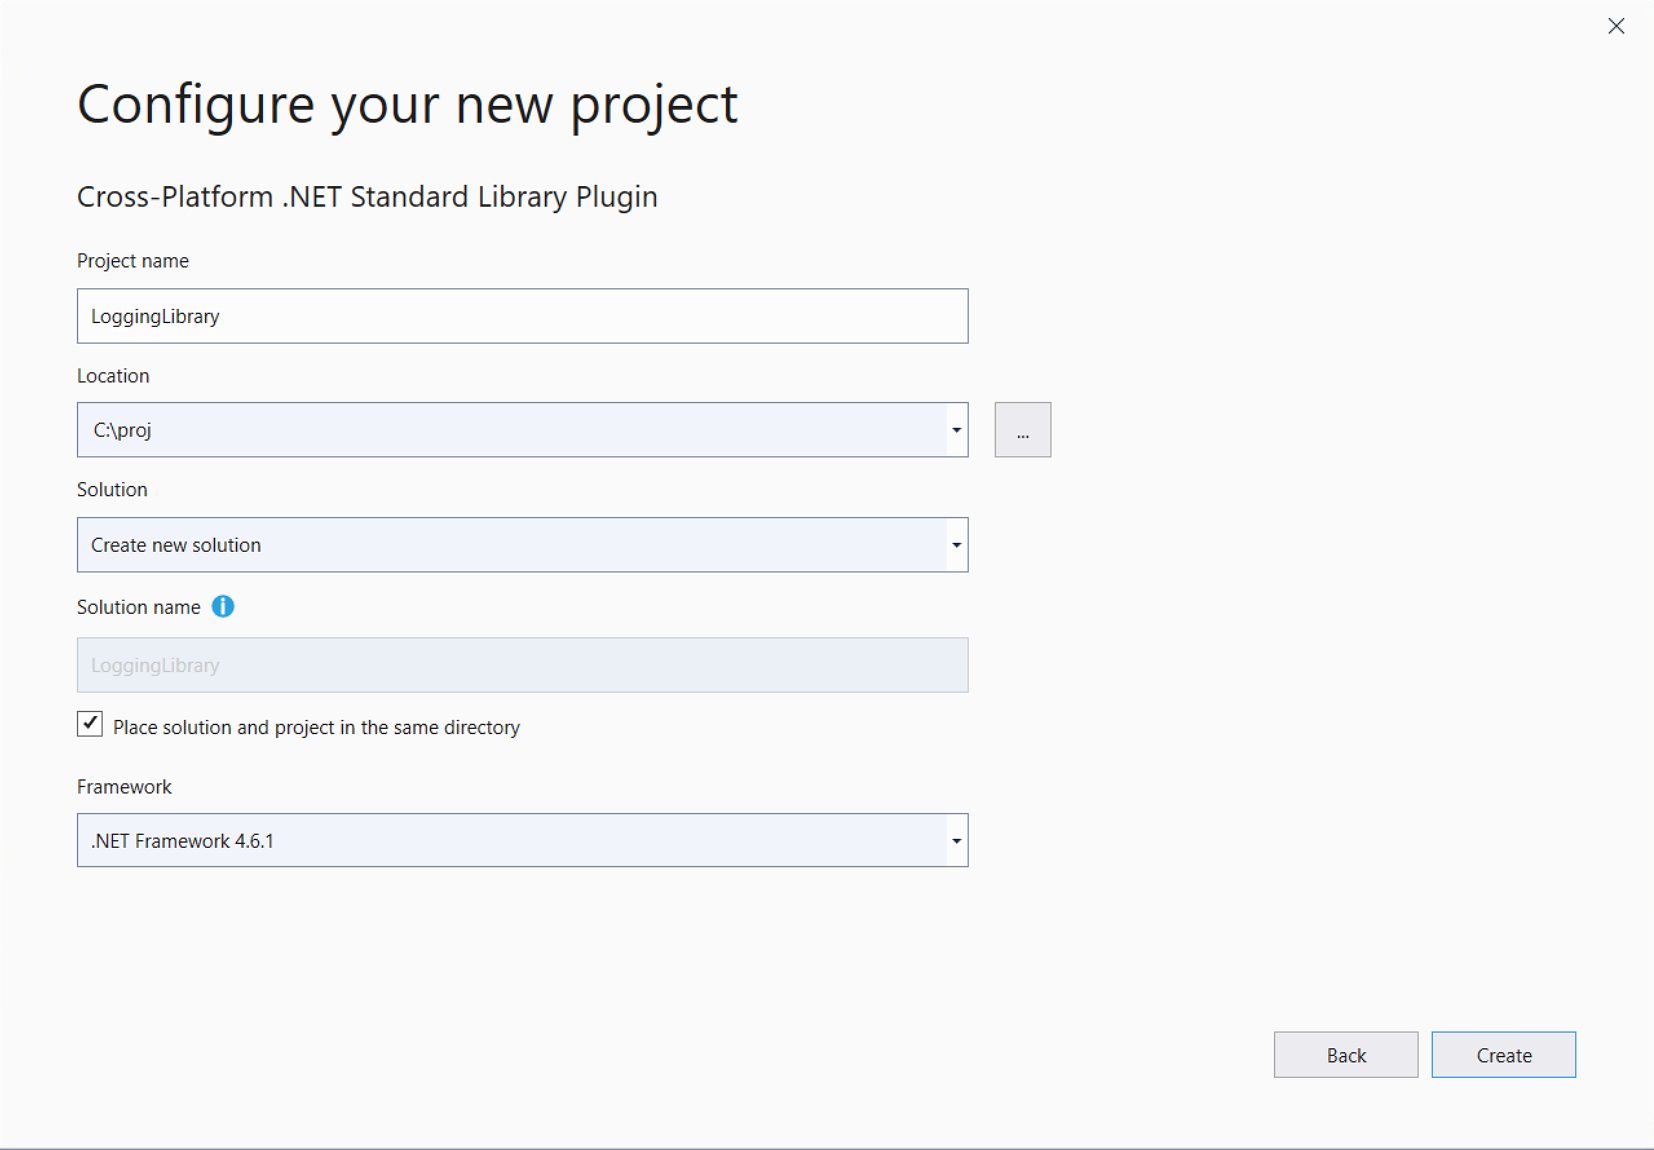 Configure your new project
Cross-Platform .NET Standard Library Plugin
Project name
LoggingLibrary
Location
C:\proj
...
Solution
Create new solution
Solution name
LoggingLibrary
Place solution and project in the same directory
Framework
.NET Framework 4.6.1
Back
Create